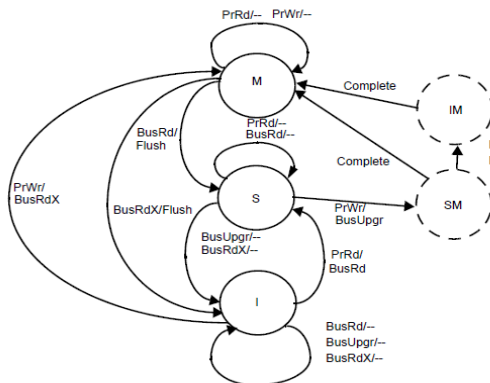 PrRd/-- PrWr/--
M
Complete
IM
BusRd/
Flush
PrRd/--
BusRd/--
Complete
PrWr/
BusRdX
BusRdX/Flush
S
PrWr/
BusUpgr
SM
BusUpgr/--
BusRdX/--
PrRd/
BusRd
I
BusRd/--
BusUpgr/--
BusRdX/--